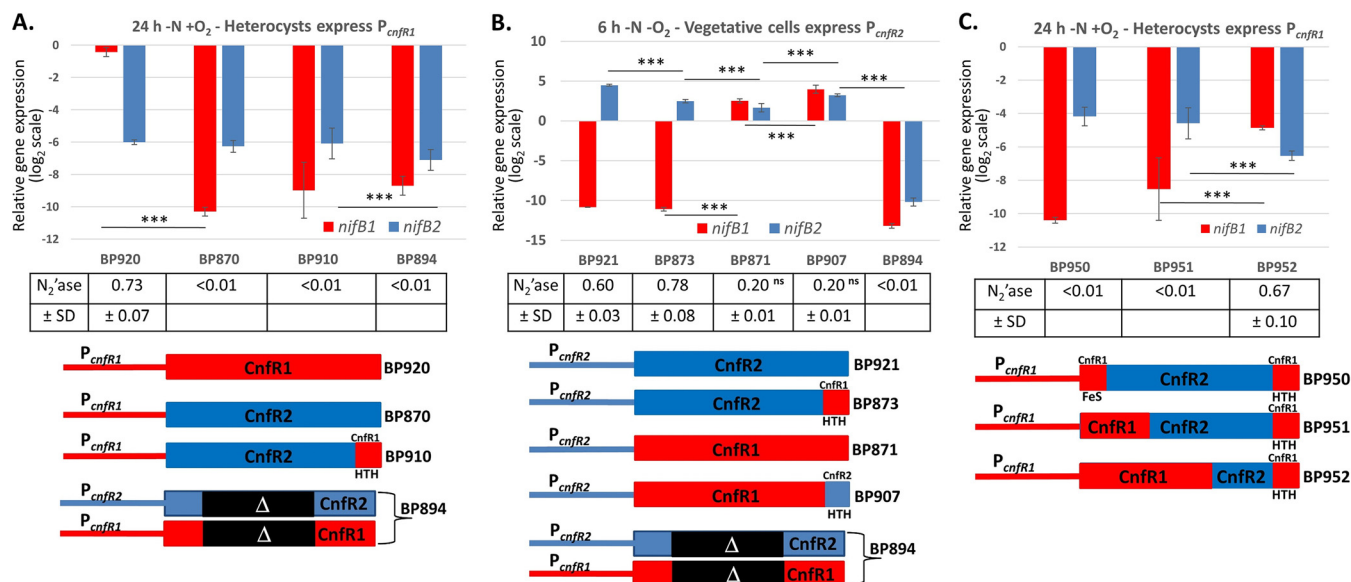 A.
24 h -N +O2 - Heterocysts express PcnfR1
Relative gene expression
(log2 scale)
0
-2
-4
-6
-8
-10
-12
***
***
nifB1 nifB2
BP920 BP870 BP910 BP894
N2'ase 0.73 <0.01 <0.01 <0.01
± SD ± 0.07
PcnfR1 CnfR1 BP920
PcnfR1 CnfR2 BP870
PcnfR1 CnfR2 CnfR1 BP910
HTH
PcnfR2 Δ CnfR2
BP894
PcnfR1 Δ CnfR1
B.
6 h -N -O2 - Vegetative cells express PcnfR2
Relative gene expression
(log2 scale)
10
5
0
-5
-10
-15
*** *** *** ***
***
***
nifB1 nifB2
BP921 BP873 BP871 BP907 BP894
N2'ase 0.60 0.78 0.20 ns 0.20 ns <0.01
± SD ± 0.03 ± 0.08 ± 0.01 ± 0.01
PcnfR2 CnfR2 BP921
PcnfR2 CnfR2 CnfR1 BP873
HTH
PcnfR2 CnfR1 BP871
PcnfR2 CnfR1 CnfR2 BP907
HTH
PcnfR2 Δ CnfR2
BP894
PcnfR1 Δ CnfR1
C.
24 h -N +O2 - Heterocysts express PcnfR1
Relative gene expression
(log2 scale)
0
-2
-4
-6
-8
-10
-12
***
***
nifB1 nifB2
BP950 BP951 BP952
N2'ase <0.01 <0.01 0.67
± SD ± 0.10
PcnfR1 CnfR1 CnfR2 CnfR1 BP950
FeS HTH
PcnfR1 CnfR1 CnfR2 CnfR1 BP951
HTH
PcnfR1 CnfR1 CnfR2 CnfR1 BP952
HTH